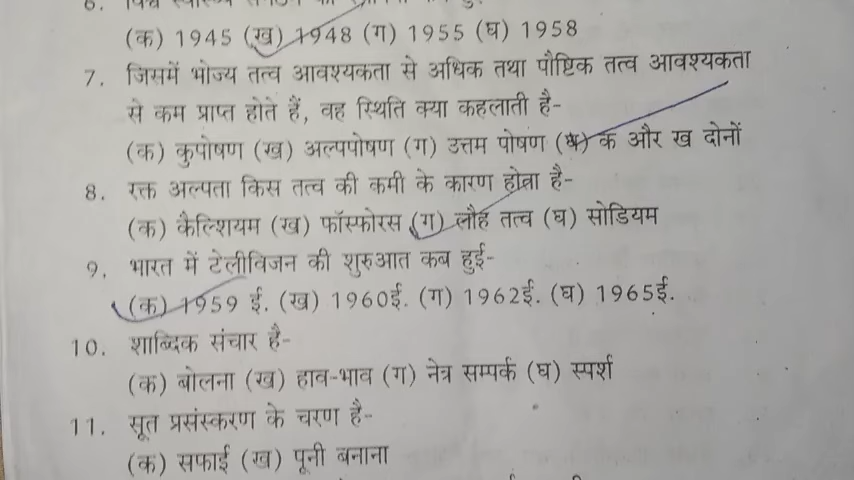 6. विश्व स्वास्थ्य
(क) 1945 (ख) 1948 (ग) 1955 (घ) 1958
7. जिसमें भोज्य तत्व आवश्यकता से अधिक तथा पौष्टिक तत्व आवश्यकता
से कम प्राप्त होते हैं, वह स्थिति क्या कहलाती है-
(क) कुपोषण (ख) अल्पपोषण (ग) उत्तम पोषण (घ) क और ख दोनों
8. रक्त अल्पता किस तत्व की कमी के कारण होता है-
(क) कैल्शियम (ख) फॉस्फोरस (ग) लौह तत्व (घ) सोडियम
9. भारत में टेलीविजन की शुरुआत कब हुई-
(क) 1959 ई. (ख) 1960ई. (ग) 1962ई. (घ) 1965ई.
10. शाब्दिक संचार है-
(क) बोलना (ख) हाव-भाव (ग) नेत्र सम्पर्क (घ) स्पर्श
11. सूत प्रसंस्करण के चरण है-
(क) सफाई (ख) पूनी बनाना